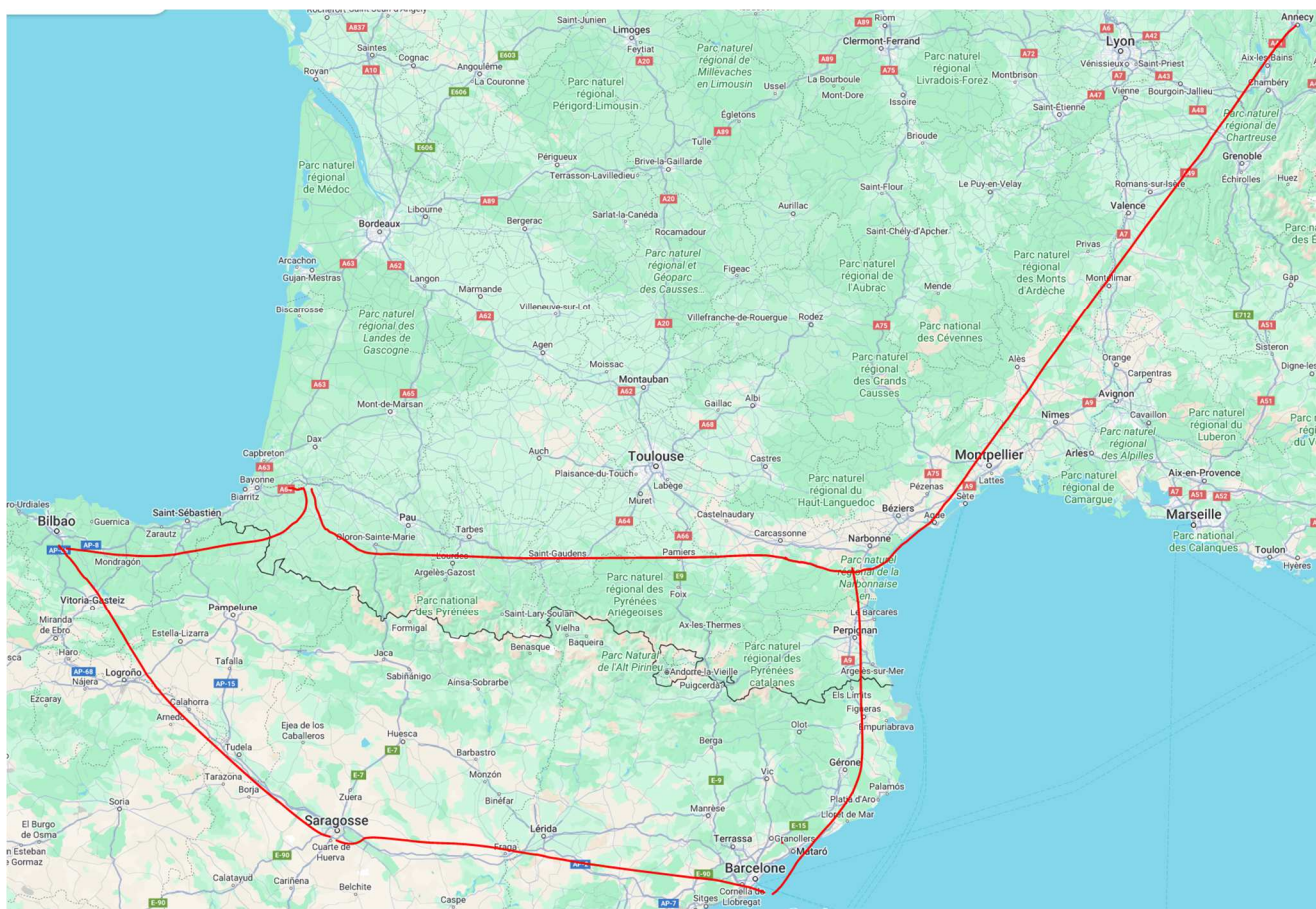 Rochefort
Saint-Jean-d'Angély
A837
Saintes
Cognac
Royan
A10
Angoulême
La Couronne
E603
E606
Saint-Junien
Limoges
Feytiat
A20
Parc naturel
régional
Périgord-Limousin
Parc naturel
régional de
Millevaches
en Limousin
A89
Riom
Clermont-Ferrand
A75
La Bourboule
Mont-Dore
Ussel
Issoire
Parc naturel
régional
Livradois-Forez
A89
A72
Montbrison
Saint-Étienne
A47
A6
A42
Lyon
Vénissieux
Saint-Priest
A7
A43
Vienne
Bourgoin-Jallieu
A48
Annecy
A41
Aix-les-Bains
Chambéry
Parc naturel
régional de
Chartreuse
Grenoble
Échirolles
Huez
A49
Romans-sur-Isère
Valence
A7
Privas
Montélimar
Égletons
A89
Tulle
Brive-la-Gaillarde
Brioude
Saint-Flour
Le Puy-en-Velay
Aurillac
Saint-Chély-d'Apcher
E606
Parc naturel
régional
de Médoc
Périgueux
Terrasson-Lavilledieu
Libourne
A89
Bergerac
Sarlat-la-Canéda
A20
Rocamadour
Bordeaux
Arcachon
Gujan-Mestras
A63
A62
Langon
Marmande
Parc naturel
régional et
Géoparc
des Causses...
Figeac
Parc naturel
régional de
l'Aubrac
Mende
Parc naturel
régional
des Monts
d'Ardèche
Gap
E712
A51
Sisteron
Discarrosse
Parc naturel
régional des
Landes de
Gascogne
A62
Villeneuve-sur-Lot
A20
Villefranche-de-Rouergue
Rodez
A75
Parc national
des Cévennes
Agen
Moissac
Montauban
A62
Parc naturel
régional
des Grands
Causses
Alès
Orange
Carpentras
Digne-les
A63
A65
Mont-de-Marsan
Gaillac
Albi
A68
A9
Avignon
Nîmes
Cavaillon
A51
Parc naturel
régional du
Luberon
Arles
Parc naturel
régional
des Alpilles
Dax
Capbreton
A63
Bayonne
Biarritz
Auch
Toulouse
Plaisance-du-Touch
Labège
Castres
Muret
Parc naturel
régional du
Haut-Languedoc
A75
Montpellier
Lattes
Pézenas
A9
Sète
Béziers
Agde
Parc naturel
régional de
Camargue
Aix-en-Provence
A7
A51
A52
Marseille
Parc national
des Calanques
Toulon
Hyères
ro-Urdiales
Bilbao
Guernica
Saint-Sébastien
Zarautz
AP-8
Mondragón
Pau
Tarbes
Oloron-Sainte-Marie
Lourdes
Argelès-Gazost
Saint-Gaudens
A64
A66
Castelnaudary
Carcassonne
Pamiers
Narbonne
E9
Foix
Parc naturel
régional de la
Narbonnaise
en...
Vitoria-Gasteiz
Miranda
de Ebro
Pampelune
Estella-Lizarra
Parc national
des Pyrénées
Formigal
Saint-Lary-Soulan
Vielha
Baqueira
Benasque
Parc naturel
régional des
Pyrénées
Ariégeoises
Ax-les-Thermes
Le Barcarès
Perpignan
A9
Argelès-sur-Mer
Haro
AP-68
Logroño
Nájera
Tafalla
AP-15
Jaca
Sabiñánigo
Ainsa-Sobrarbe
Parc Natural
de l'Alt Pirineu
Andorre-la-Vieille
Puigcerdà
Parc naturel
régional des
Pyrénées
catalanes
Els Límits
Figueras
Empuriabrava
Ezcaray
Calahorra
Arnedo
Ejea de los
Caballeros
Huesca
E-7
Barbastro
Berga
Olot
Tudela
Tarazona
Borja
E-7
Zuera
Monzón
Binéfar
E-9
Vic
Gérone
Palamós
Platja d'Aro
Lloret de Mar
Soria
El Burgo
de Osma
Saragosse
Cuarte de
Huerva
E-90
Lérida
Fraga
AP-2
Manrèse
E-15
Granollers
Terrassa
Mataró
E-90
Barcelone
Cornellà de
Llobregat
n Esteban
e Gormaz
Calatayud
Cariñena
Belchite
E-90
Caspe
AP-7
Sitges